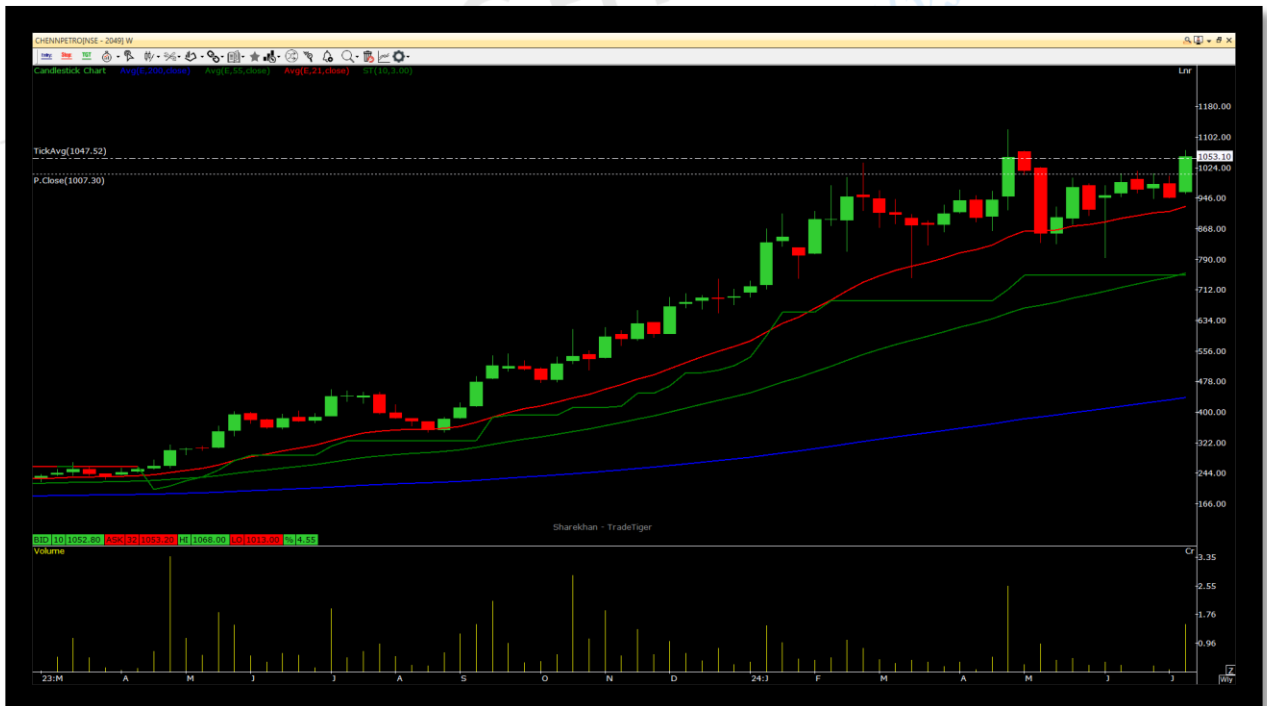 CHENNPETRO[NSE - 2049] W
Candlestick Chart Avg(E,200,close) Avg(E,55,close) Avg(E,21,close) ST(10,3.00)
Lnr
1180.00
1102.00
TickAvg(1047.52)
1053.10
1024.00
P.Close(1007.30)
946.00
868.00
790.00
712.00
634.00
556.00
478.00
400.00
322.00
244.00
166.00
Sharekhan - TradeTiger
BID 10 1052.80 ASK 32 1053.20 HI 1068.00 LO 1013.00 % 4.55
Volume
Cr
3.35
2.55
1.76
0.96
23:M A M J J A S O N D 24:J F M A M J J
Z
Wly